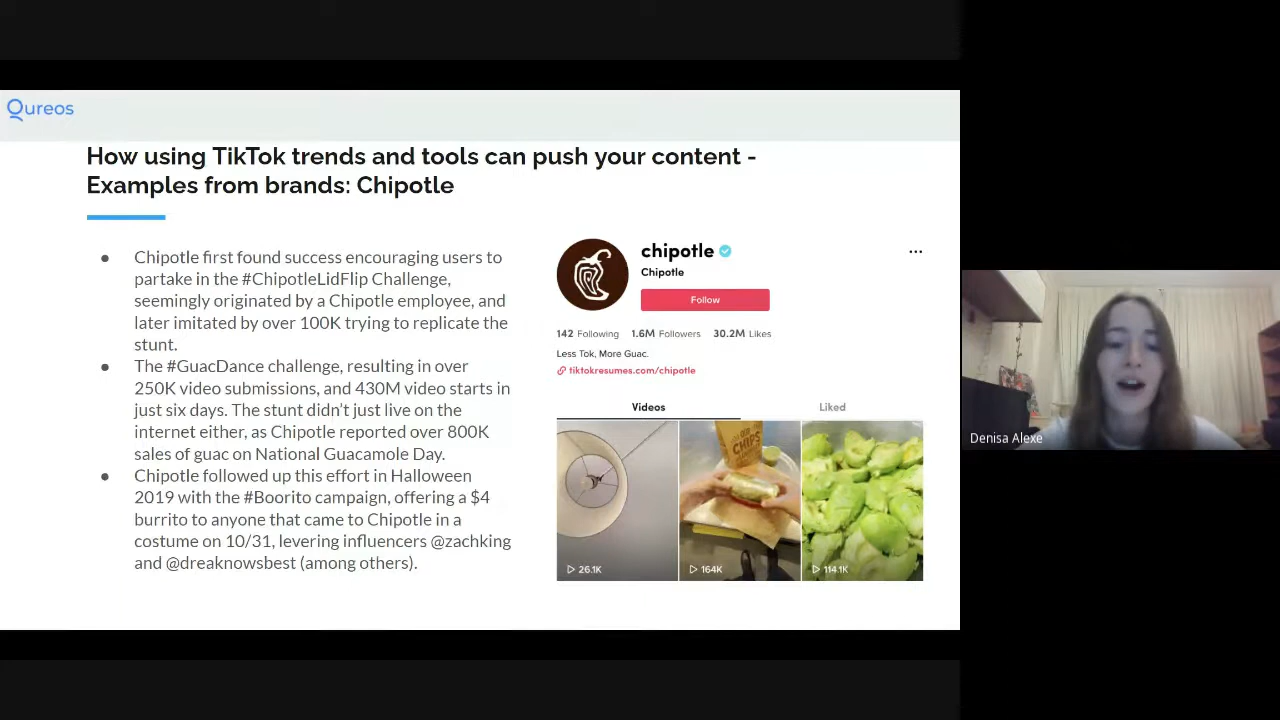 Qureos
How using TikTok trends and tools can push your content -
Examples from brands: Chipotle
● Chipotle first found success encouraging users to
partake in the #ChipotleLidFlip Challenge,
seemingly originated by a Chipotle employee, and
later imitated by over 100K trying to replicate the
stunt.
● The #GuacDance challenge, resulting in over
250K video submissions, and 430M video starts in
just six days. The stunt didn’t just live on the
internet either, as Chipotle reported over 800K
sales of guac on National Guacamole Day.
● Chipotle followed up this effort in Halloween
2019 with the #Boorito campaign, offering a $4
burrito to anyone that came to Chipotle in a
costume on 10/31, levering influencers @zachking
and @dreaknowsbest (among others).
chipotle
Chipotle
Follow
142 Following 1.6M Followers 30.2M Likes
Less Tok, More Guac.
tiktokresumes.com/chipotle
Videos Liked
CHIPS
26.1K 164K 114.1K
Denisa Alexe